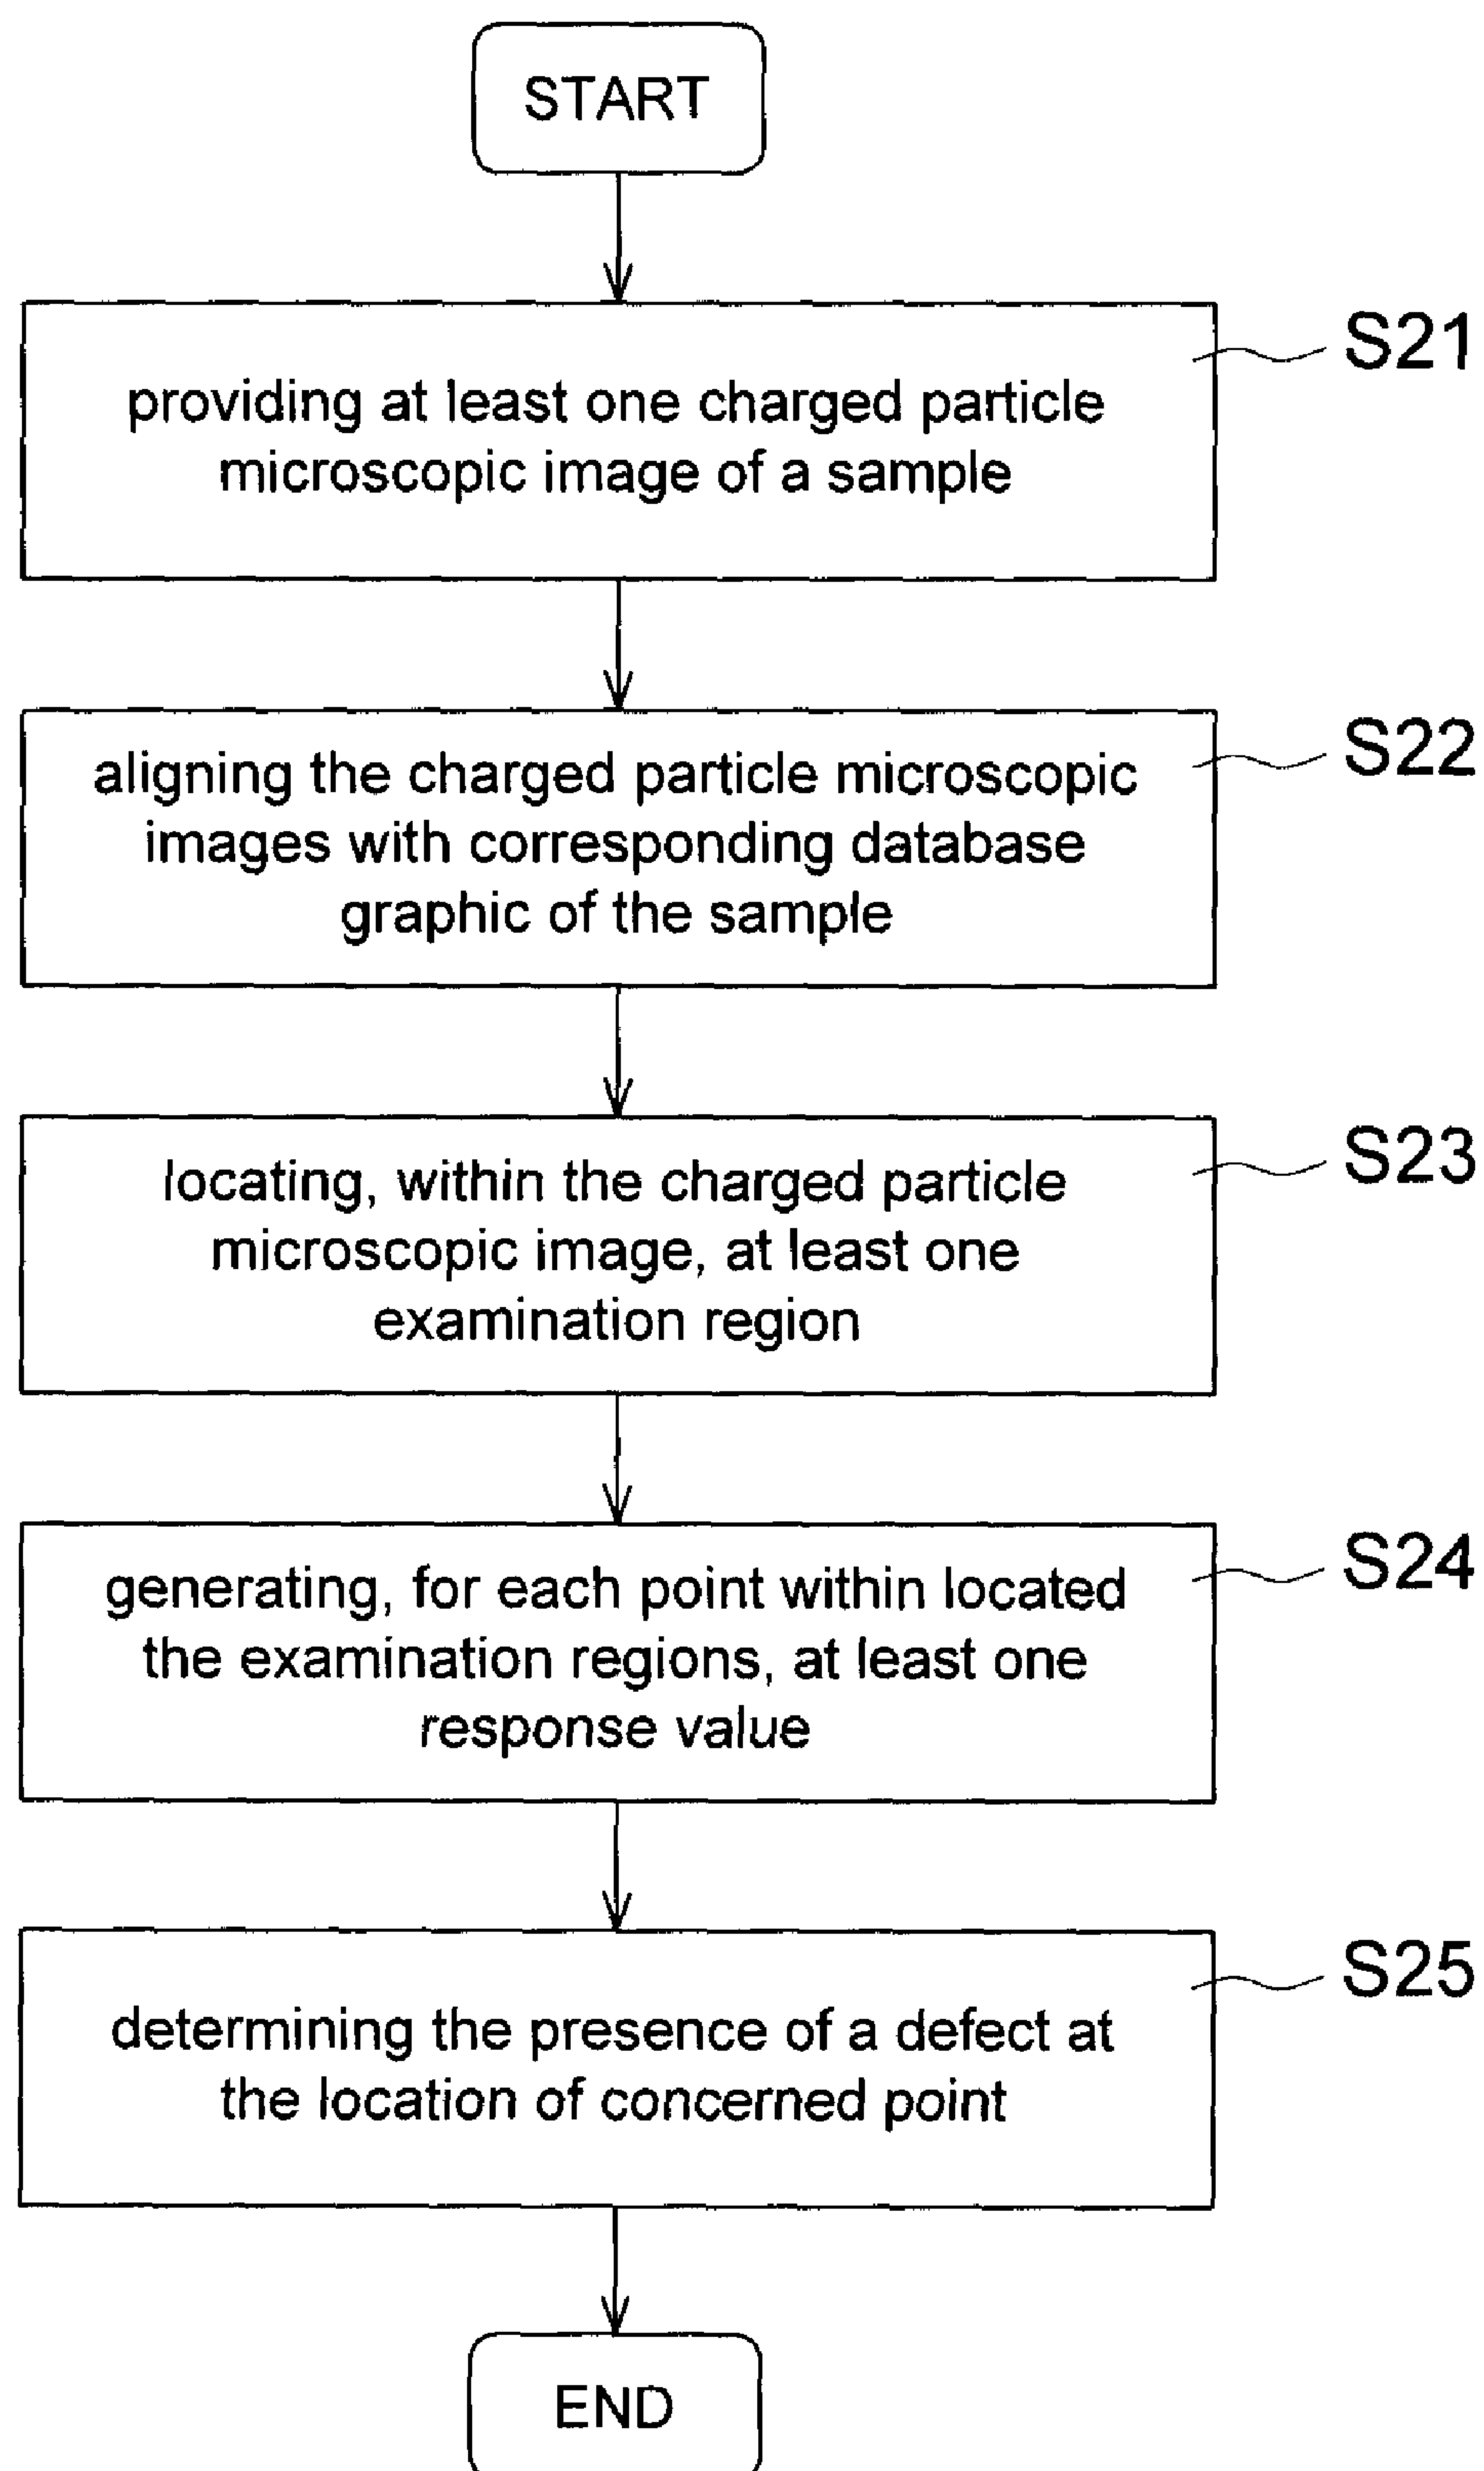 START
S21
providing at least one charged particle
microscopic image of a sample
S22
aligning the charged particle microscopic
images with corresponding database
graphic of the sample
S23
locating, within the charged particle
microscopic image, at least one
examination region
S24
generating, for each point within located
the examination regions, at least one
response value
S25
determining the presence of a defect at
the location of concerned point
END